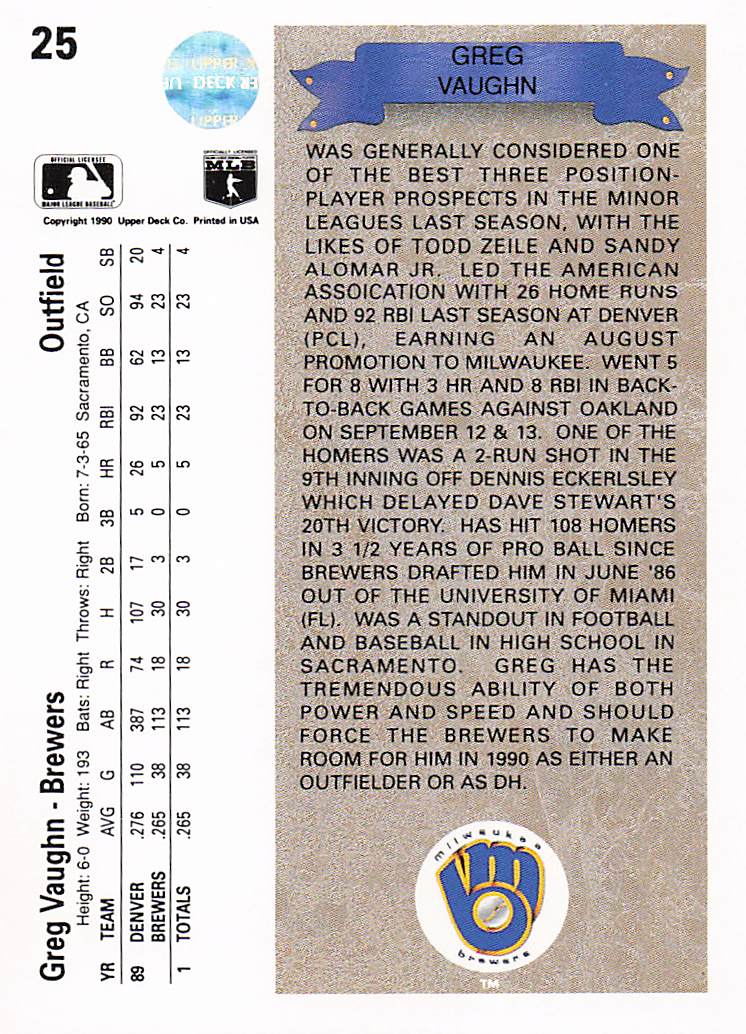 25
UPPER
UPPER DECK
UPPER
OFFICIAL LICENSEE
MAJOR LEAGUE BASEBALL
OFFICIALLY LICENSED
MLB
Copyright 1990 Upper Deck Co. Printed in USA
Greg Vaughn - Brewers Outfield
Height: 6-0 Weight: 193 Bats: Right Throws: Right Born: 7-3-65 Sacramento, CA
YR TEAM AVG G AB R H 2B 3B HR RBI BB SO SB
89 DENVER .276 110 387 74 107 17 5 26 92 62 94 20
BREWERS .265 38 113 18 30 3 0 5 23 13 23 4
1 TOTALS .265 38 113 18 30 3 0 5 23 13 23 4
GREG
VAUGHN
WAS GENERALLY CONSIDERED ONE
OF THE BEST THREE POSITION-
PLAYER PROSPECTS IN THE MINOR
LEAGUES LAST SEASON, WITH THE
LIKES OF TODD ZEILE AND SANDY
ALOMAR JR. LED THE AMERICAN
ASSOICATION WITH 26 HOME RUNS
AND 92 RBI LAST SEASON AT DENVER
(PCL), EARNING AN AUGUST
PROMOTION TO MILWAUKEE. WENT 5
FOR 8 WITH 3 HR AND 8 RBI IN BACK-
TO-BACK GAMES AGAINST OAKLAND
ON SEPTEMBER 12 & 13. ONE OF THE
HOMERS WAS A 2-RUN SHOT IN THE
9TH INNING OFF DENNIS ECKERLSLEY
WHICH DELAYED DAVE STEWART'S
20TH VICTORY. HAS HIT 108 HOMERS
IN 3 1/2 YEARS OF PRO BALL SINCE
BREWERS DRAFTED HIM IN JUNE '86
OUT OF THE UNIVERSITY OF MIAMI
(FL). WAS A STANDOUT IN FOOTBALL
AND BASEBALL IN HIGH SCHOOL IN
SACRAMENTO. GREG HAS THE
TREMENDOUS ABILITY OF BOTH
POWER AND SPEED AND SHOULD
FORCE THE BREWERS TO MAKE
ROOM FOR HIM IN 1990 AS EITHER AN
OUTFIELDER OR AS DH.
milwaukee
brewers
TM